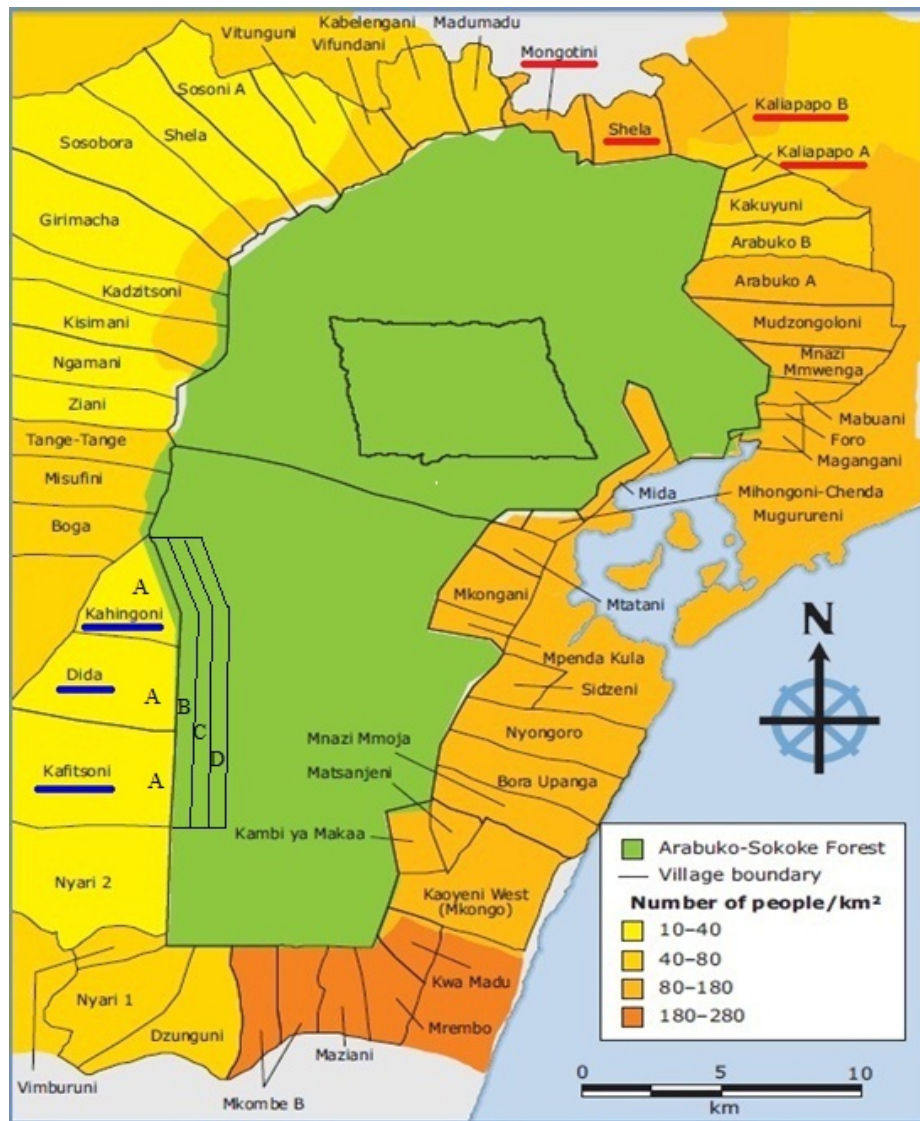 Kabelengani
Madumadu
Vitunguni
Vifundani
Mongotini
Sosoni A
Kaliapapo B
Shela
Shela
Sosobora
Kaliapapo A
Kakuyuni
Girimacha
Arabuko B
Arabuko A
Kadzitsoni
Kisimani
Mudzongoloni
Ngamani
Mnazi
Mmwenga
Ziani
Mabuani
Tange-Tange
Foro
Magangani
Misufini
Mida
Mihongoni-Chenda
Boga
Mugurureni
A
Mkongani
Mtatani
Kahingoni
N
Mpenda Kula
Dida
A
Sidzeni
B
C
Nyongoro
Mnazi Mmoja
D
Kafitsoni
A
Matsanjeni
Bora Upanga
Kambi ya Makaa
Nyari 2
Kaoyeni West
(Mkongo)
Kwa Madu
Nyari 1
Mrembo
Dzunguni
Maziani
Vimburuni
Mkombe B
Arabuko-Sokoke Forest
Village boundary
Number of people/km²
10–40
40–80
80–180
180–280
0 5 10
km